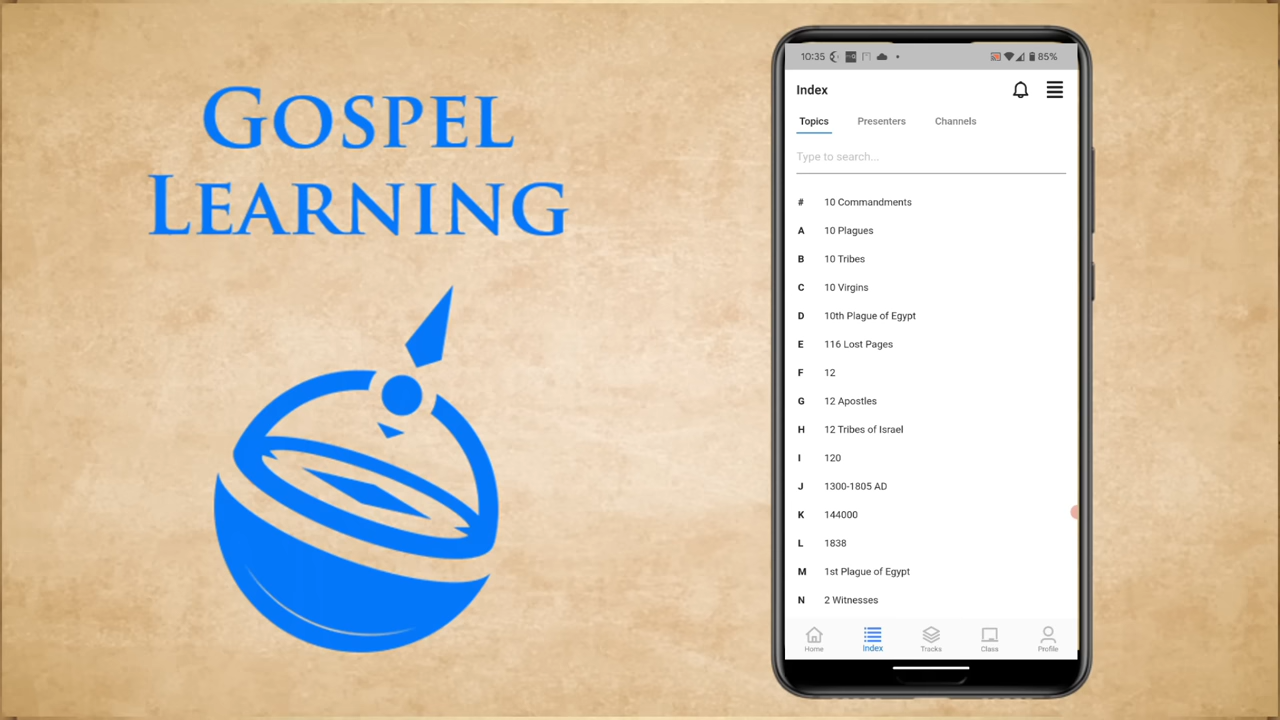 GOSPEL
LEARNING
10:35 85%
Index
Topics Presenters Channels
Type to search...
# 10 Commandments
A 10 Plagues
B 10 Tribes
C 10 Virgins
D 10th Plague of Egypt
E 116 Lost Pages
F 12
G 12 Apostles
H 12 Tribes of Israel
I 120
J 1300-1805 AD
K 144000
L 1838
M 1st Plague of Egypt
N 2 Witnesses
Home Index Tracks Class Profile